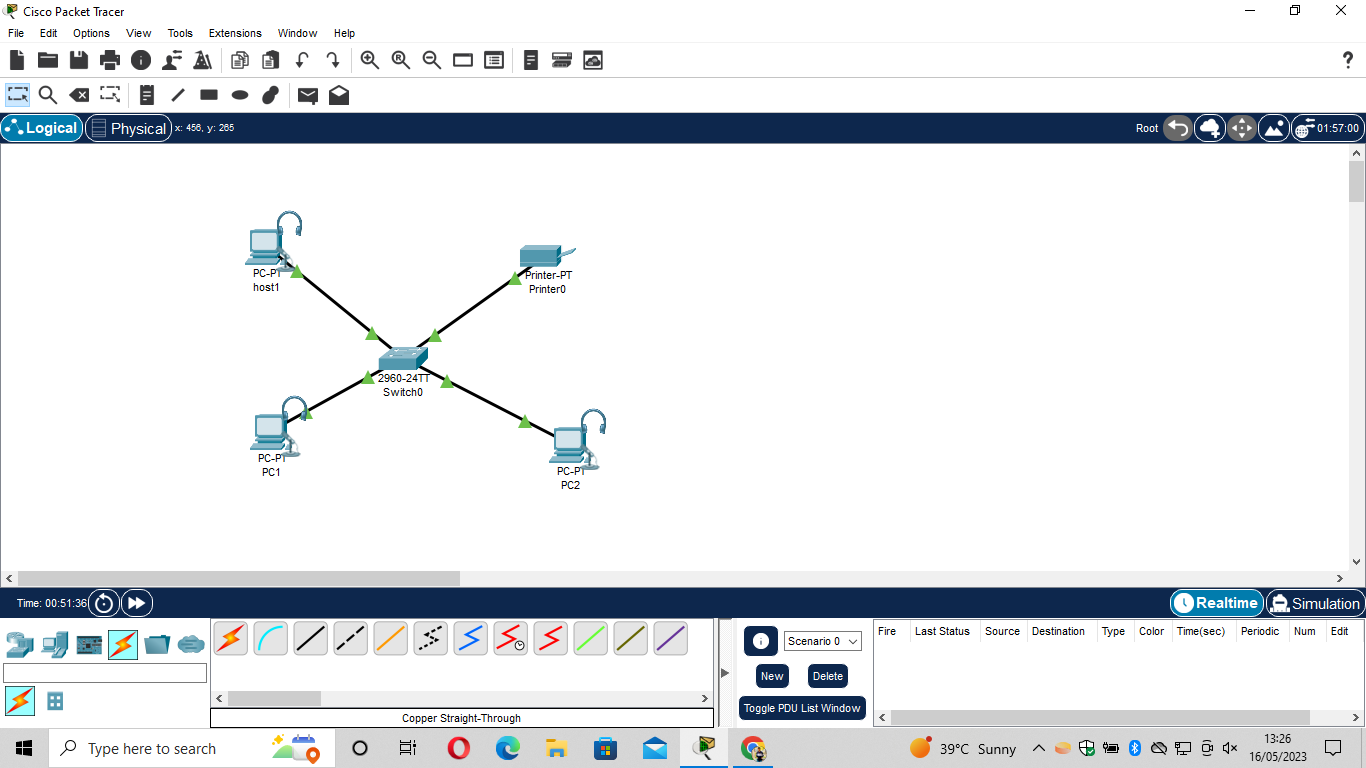 Cisco Packet Tracer
File Edit Options View Tools Extensions Window Help
?
Logical Physical x: 456, y: 265 Root 01:57:00
PC-PT
host1
Printer-PT
Printer0
2960-24TT
Switch0
PC-PT
PC1
PC-PT
PC2
Time: 00:51:36 Realtime Simulation
Scenario 0
New Delete
Toggle PDU List Window
Fire Last Status Source Destination Type Color Time(sec) Periodic Num Edit
Copper Straight-Through
Type here to search 39°C Sunny 13:26
16/05/2023